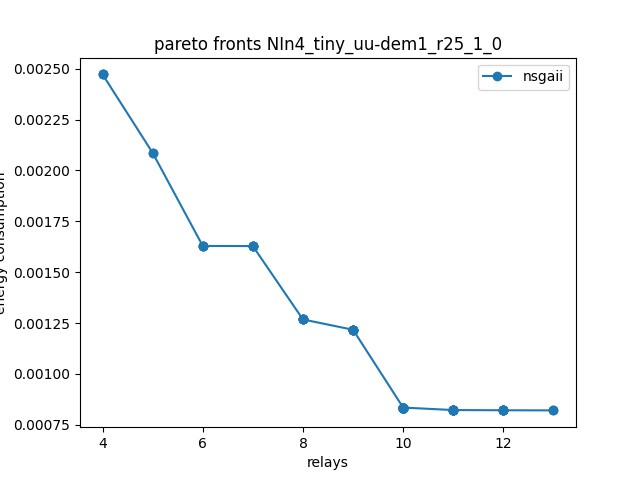 pareto fronts NIn4_tiny_uu-dem1_r25_1_0
nsgaii
0.00250
0.00225
0.00200
0.00175
0.00150
0.00125
0.00100
0.00075
energy consumption
4 6 8 10 12
relays